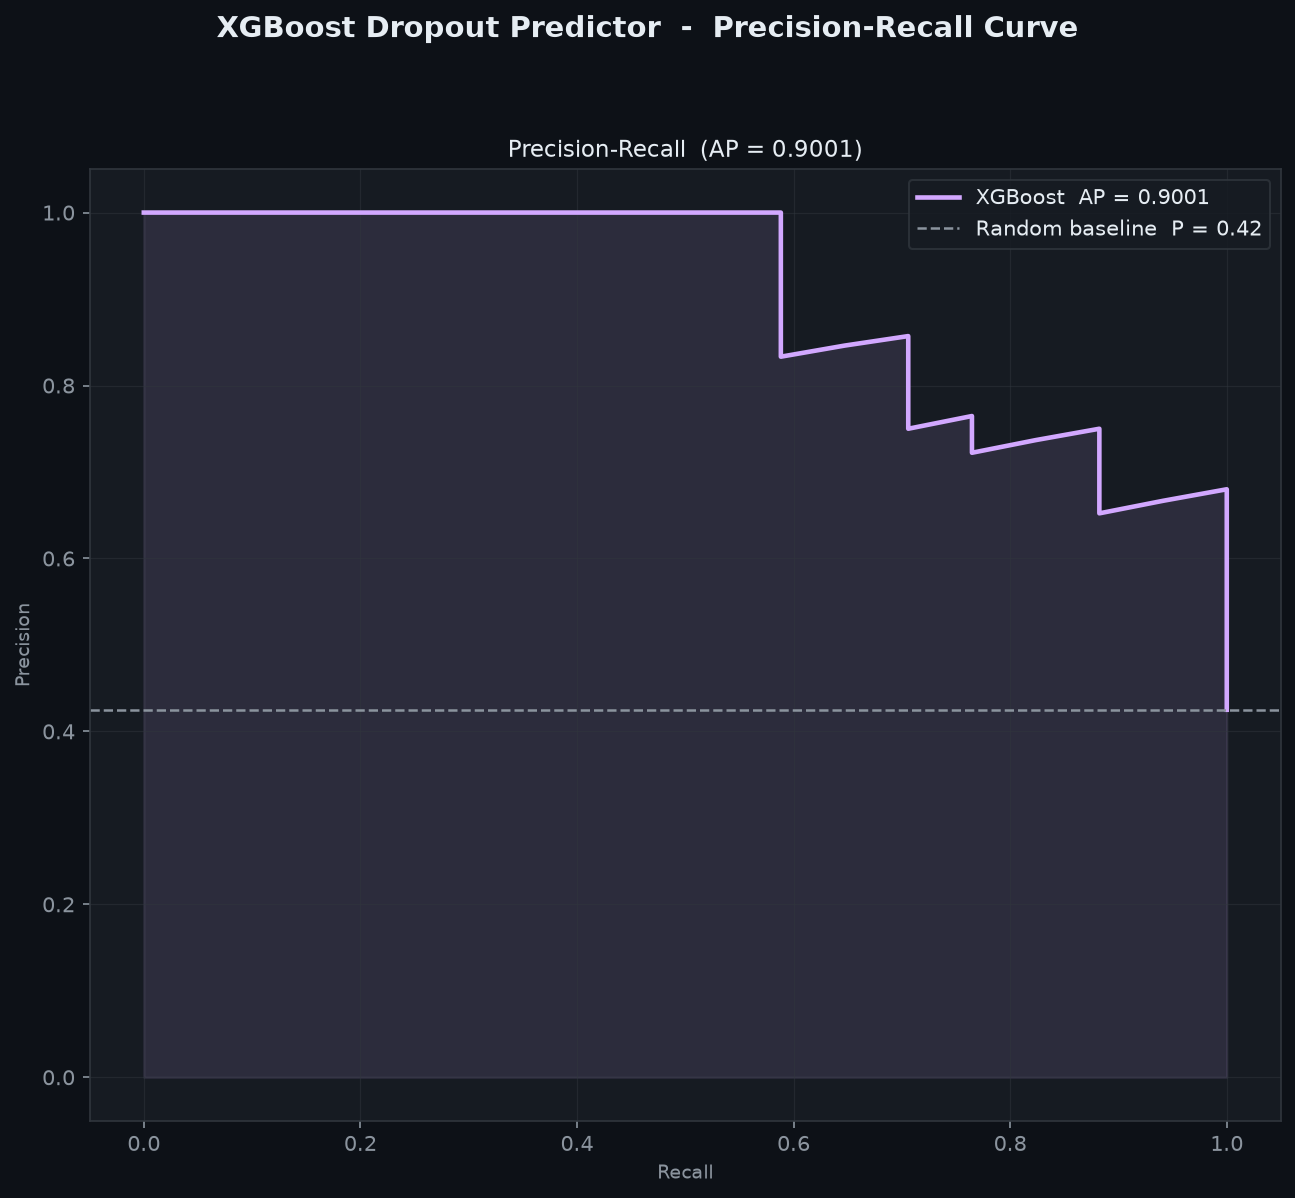 XGBoost Dropout Predictor  -  Precision-Recall Curve
Precision-Recall  (AP = 0.9001)
XGBoost  AP = 0.9001
Random baseline  P = 0.42
1.0
0.8
0.6
0.4
0.2
0.0
Precision
0.0 0.2 0.4 0.6 0.8 1.0
Recall